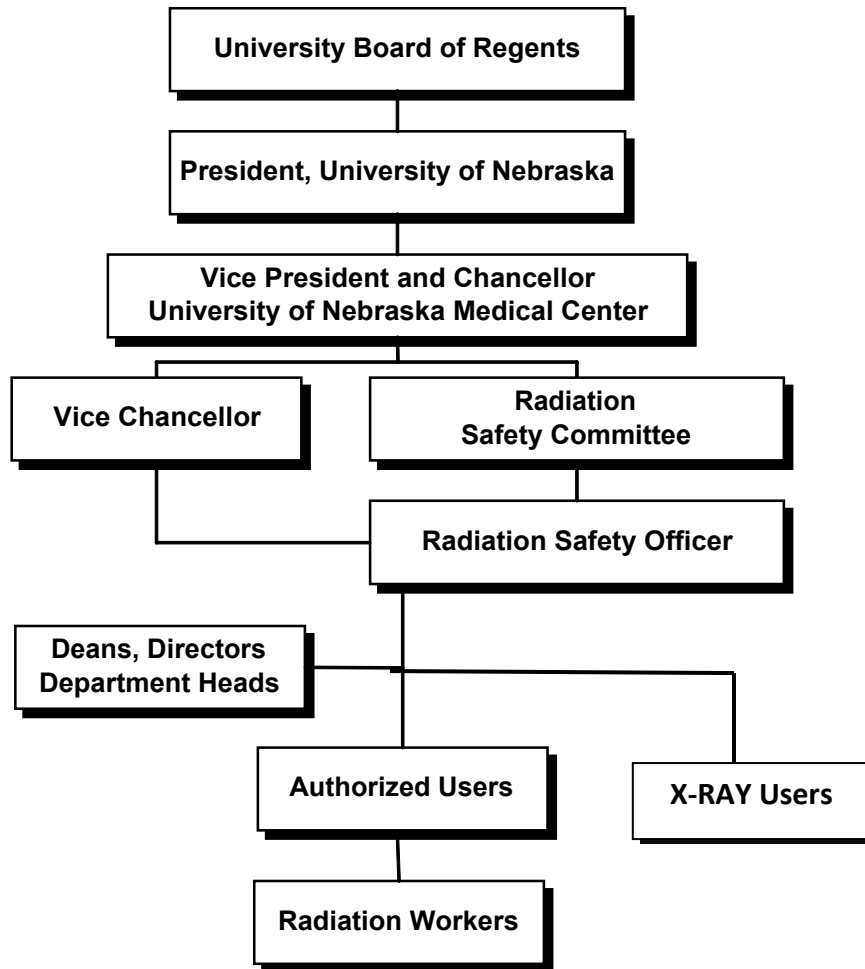 University Board of Regents
President, University of Nebraska
Vice President and Chancellor
University of Nebraska Medical Center
Vice Chancellor
Radiation
Safety Committee
Radiation Safety Officer
Deans, Directors
Department Heads
Authorized Users
X-RAY Users
Radiation Workers